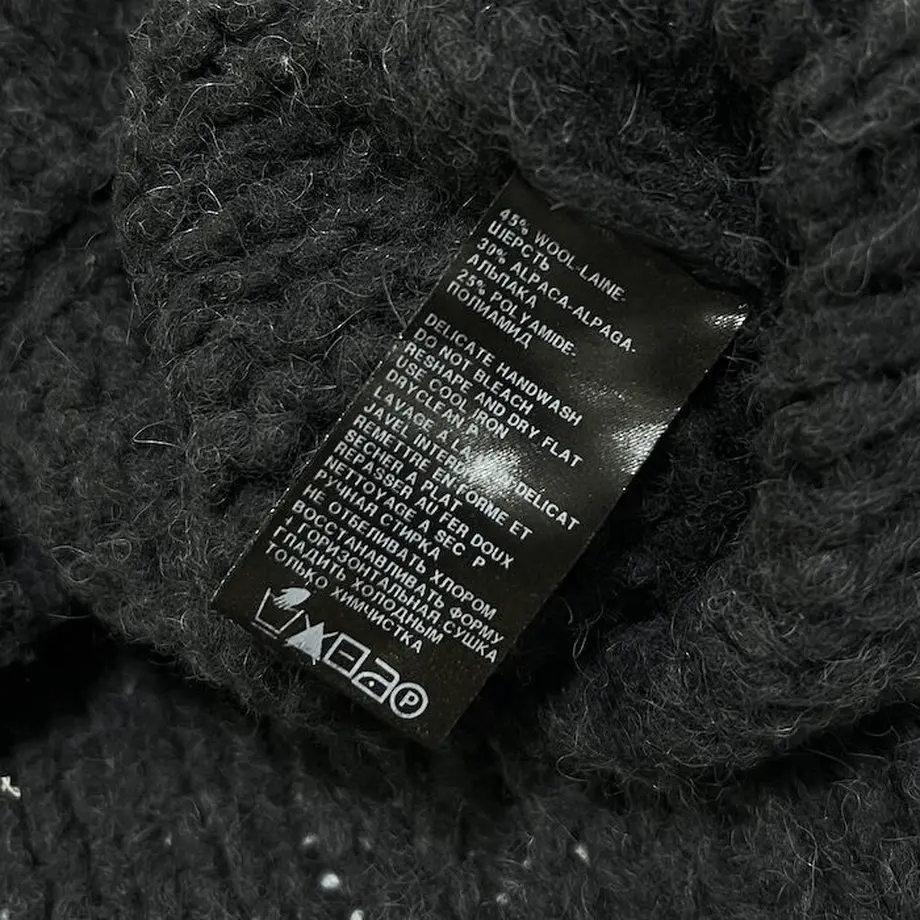 45% WOOL-LAINE-
ШЕРСТЬ
30% ALPACA-ALPAGA-
АЛЬПАКА
25% POLYAMIDE-
ПОЛИАМИД
DELICATE HANDWASH
DO NOT BLEACH
RESHAPE AND DRY FLAT
USE COOL IRON
DRYCLEAN P
LAVAGE A DELICAT
JAVEL
REMETTRE EN FORME ET
SECHER A PLAT
REPASSER AU FER DOUX
NETTOYAGE A SEC P
РУЧНАЯ СТИРКА
НЕ ОТБЕЛИВАТЬ ХЛОРОМ
ВОССТАНАВЛИВАТЬ ФОРМУ
ГОРИЗОНТАЛЬНАЯ СУШКА
ГЛАДИТЬ ХОЛОДНЫМ
ТОЛЬКО ХИМЧИСТКА
P